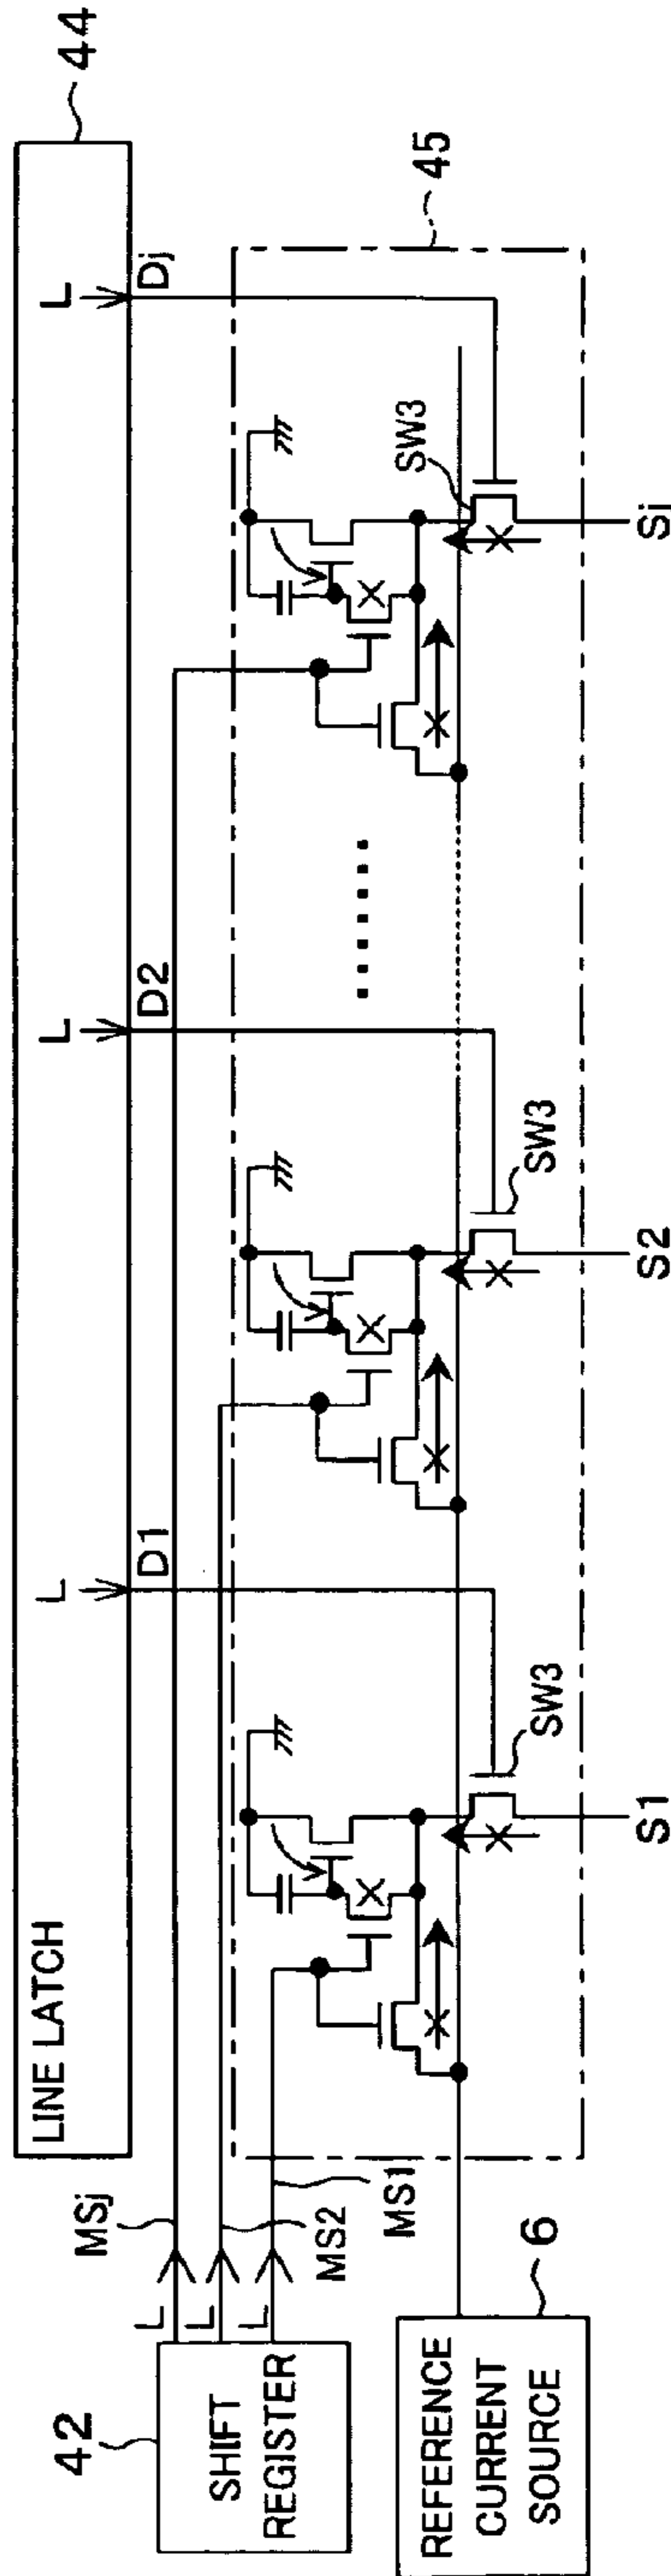 LINE LATCH
44
L
L
L
D1
D2
Dj
45
MSj
MS2
MS1
L
L
L
42
SHIFT
REGISTER
SW3
SW3
SW3
REFERENCE
CURRENT
SOURCE
6
S1
S2
Sj